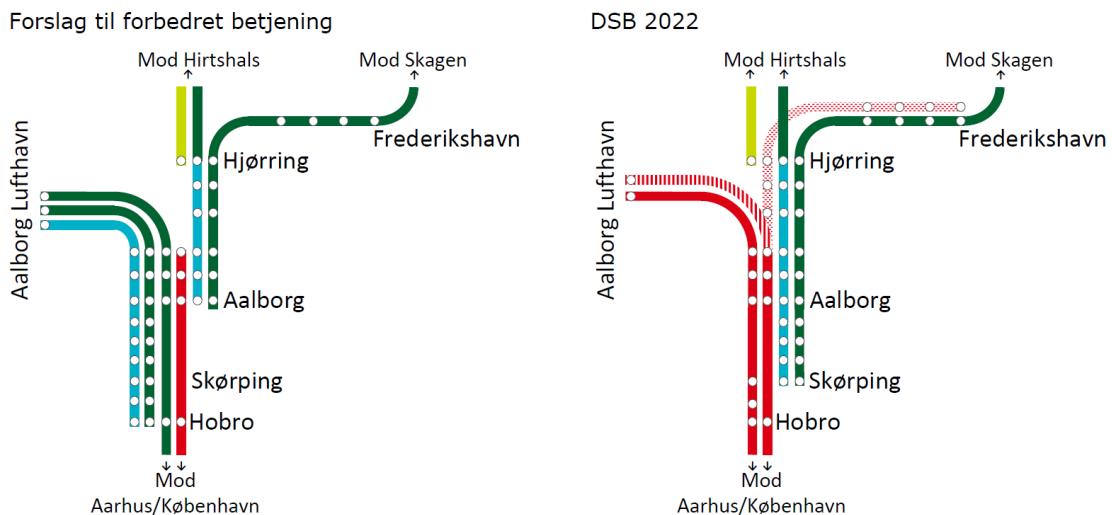 Forslag til forbedret betjening
Mod Hirtshals
Mod Skagen
Frederikshavn
Hjørring
Aalborg Lufthavn
Aalborg
Skørping
Hobro
Mod
Aarhus/København
DSB 2022
Mod Hirtshals
Mod Skagen
Frederikshavn
Hjørring
Aalborg Lufthavn
Aalborg
Skørping
Hobro
Mod
Aarhus/København